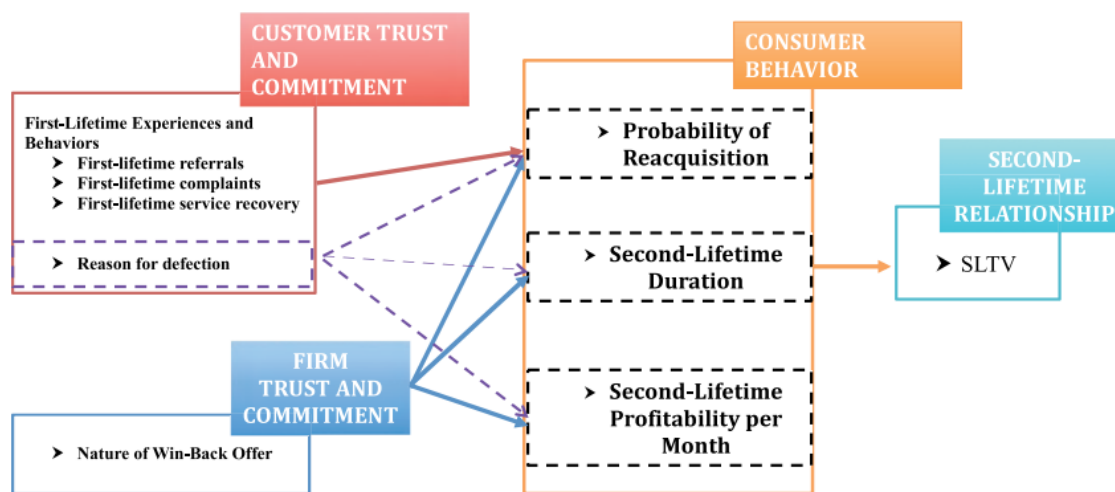 CUSTOMER TRUST
AND
COMMITMENT
First-Lifetime Experiences and
Behaviors
➤ First-lifetime referrals
➤ First-lifetime complaints
➤ First-lifetime service recovery
➤ Reason for defection
FIRM
TRUST AND
COMMITMENT
➤ Nature of Win-Back Offer
CONSUMER
BEHAVIOR
➤ Probability of
Reacquisition
➤ Second-Lifetime
Duration
➤ Second-Lifetime
Profitability per
Month
SECOND-
LIFETIME
RELATIONSHIP
➤ SLTV